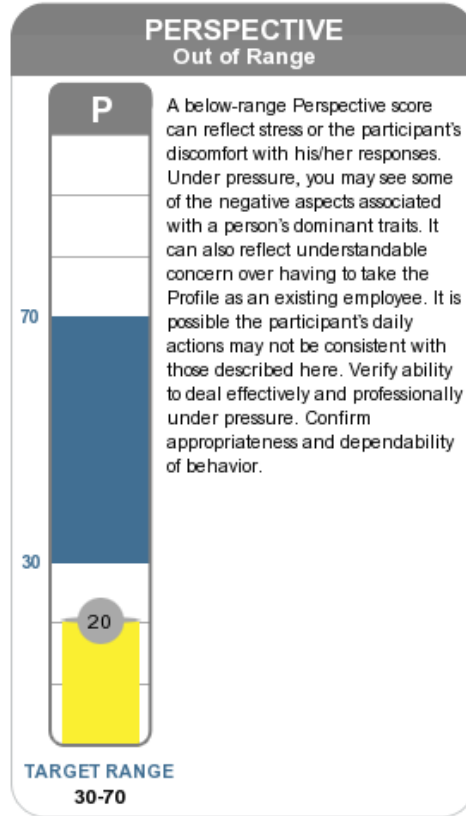 PERSPECTIVE
Out of Range
P
A below-range Perspective score
can reflect stress or the participant's
discomfort with his/her responses.
Under pressure, you may see some
of the negative aspects associated
with a person's dominant traits. It
can also reflect understandable
concern over having to take the
Profile as an existing employee. It is
possible the participant's daily
actions may not be consistent with
those described here. Verify ability
to deal effectively and professionally
under pressure. Confirm
appropriateness and dependability
of behavior.
70
30
20
TARGET RANGE
30-70